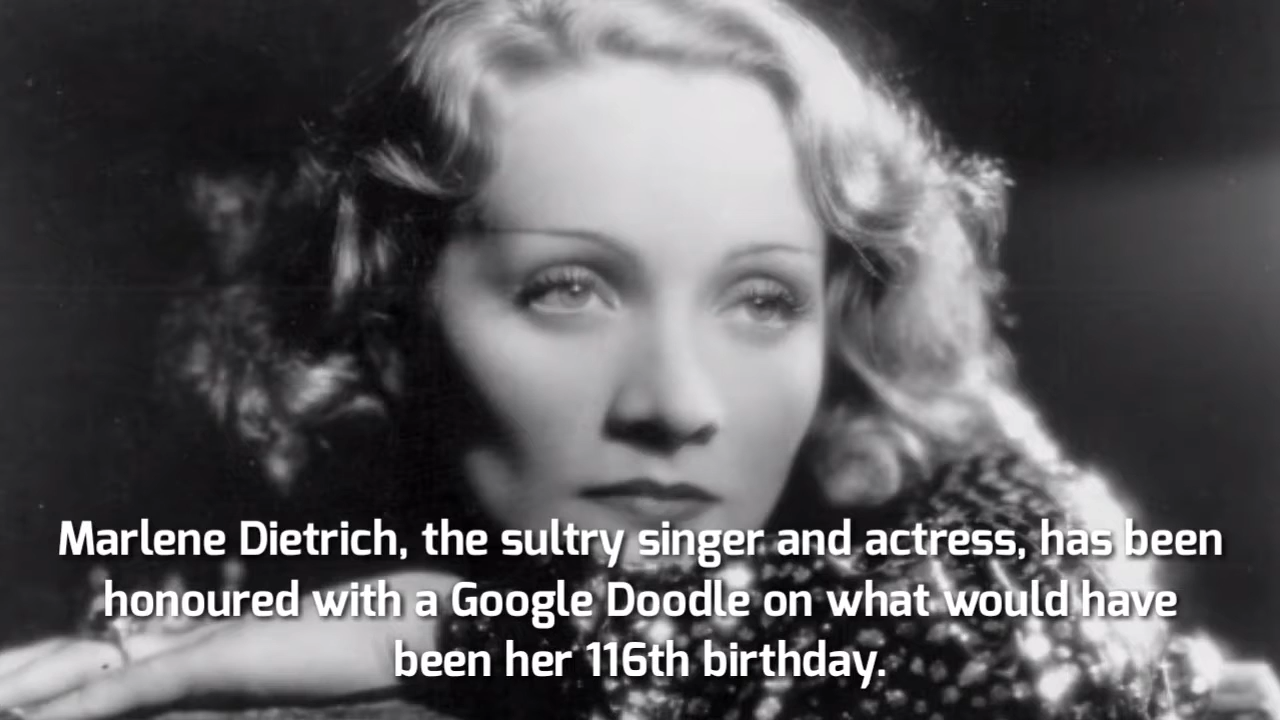 Marlene Dietrich, the sultry singer and actress, has been
honoured with a Google Doodle on what would have
been her 116th birthday.